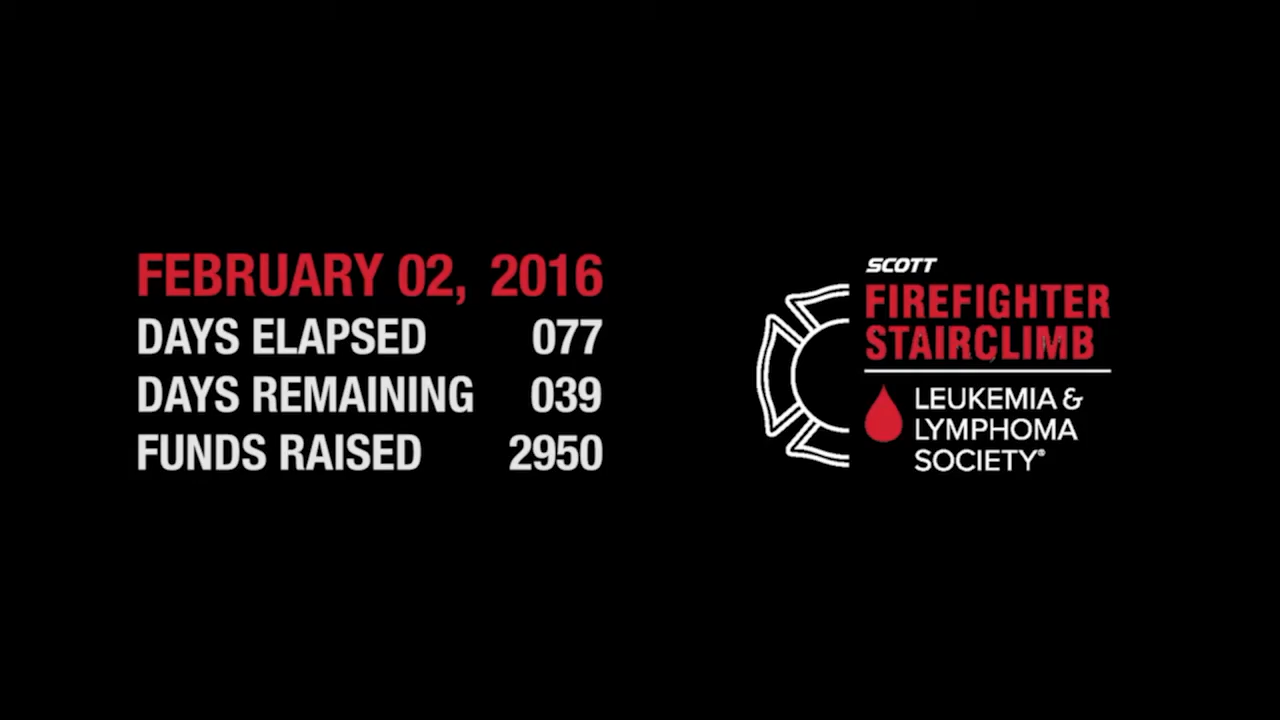 FEBRUARY 02, 2016
DAYS ELAPSED 077
DAYS REMAINING 039
FUNDS RAISED 2950
SCOTT
FIREFIGHTER
STAIRCLIMB
LEUKEMIA &
LYMPHOMA
SOCIETY®